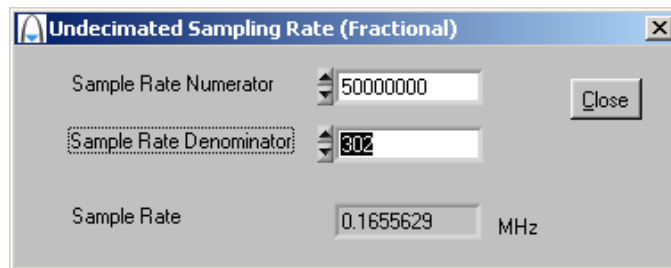 Undecimated Sampling Rate (Fractional)
Sample Rate Numerator 50000000
Close
Sample Rate Denominator 302
Sample Rate 0.1655629 MHz